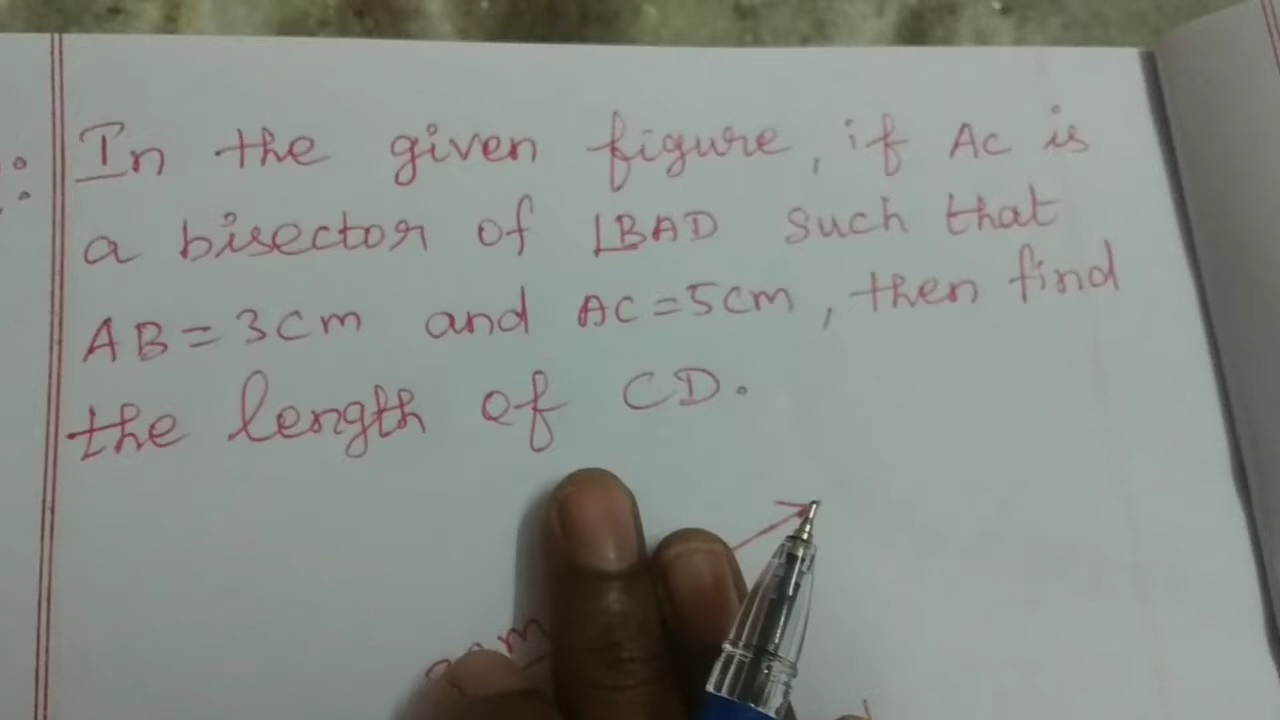 In the given figure, if AC is
a bisector of ∠BAD such that
AB=3cm and AC=5cm, then find
the length of CD.